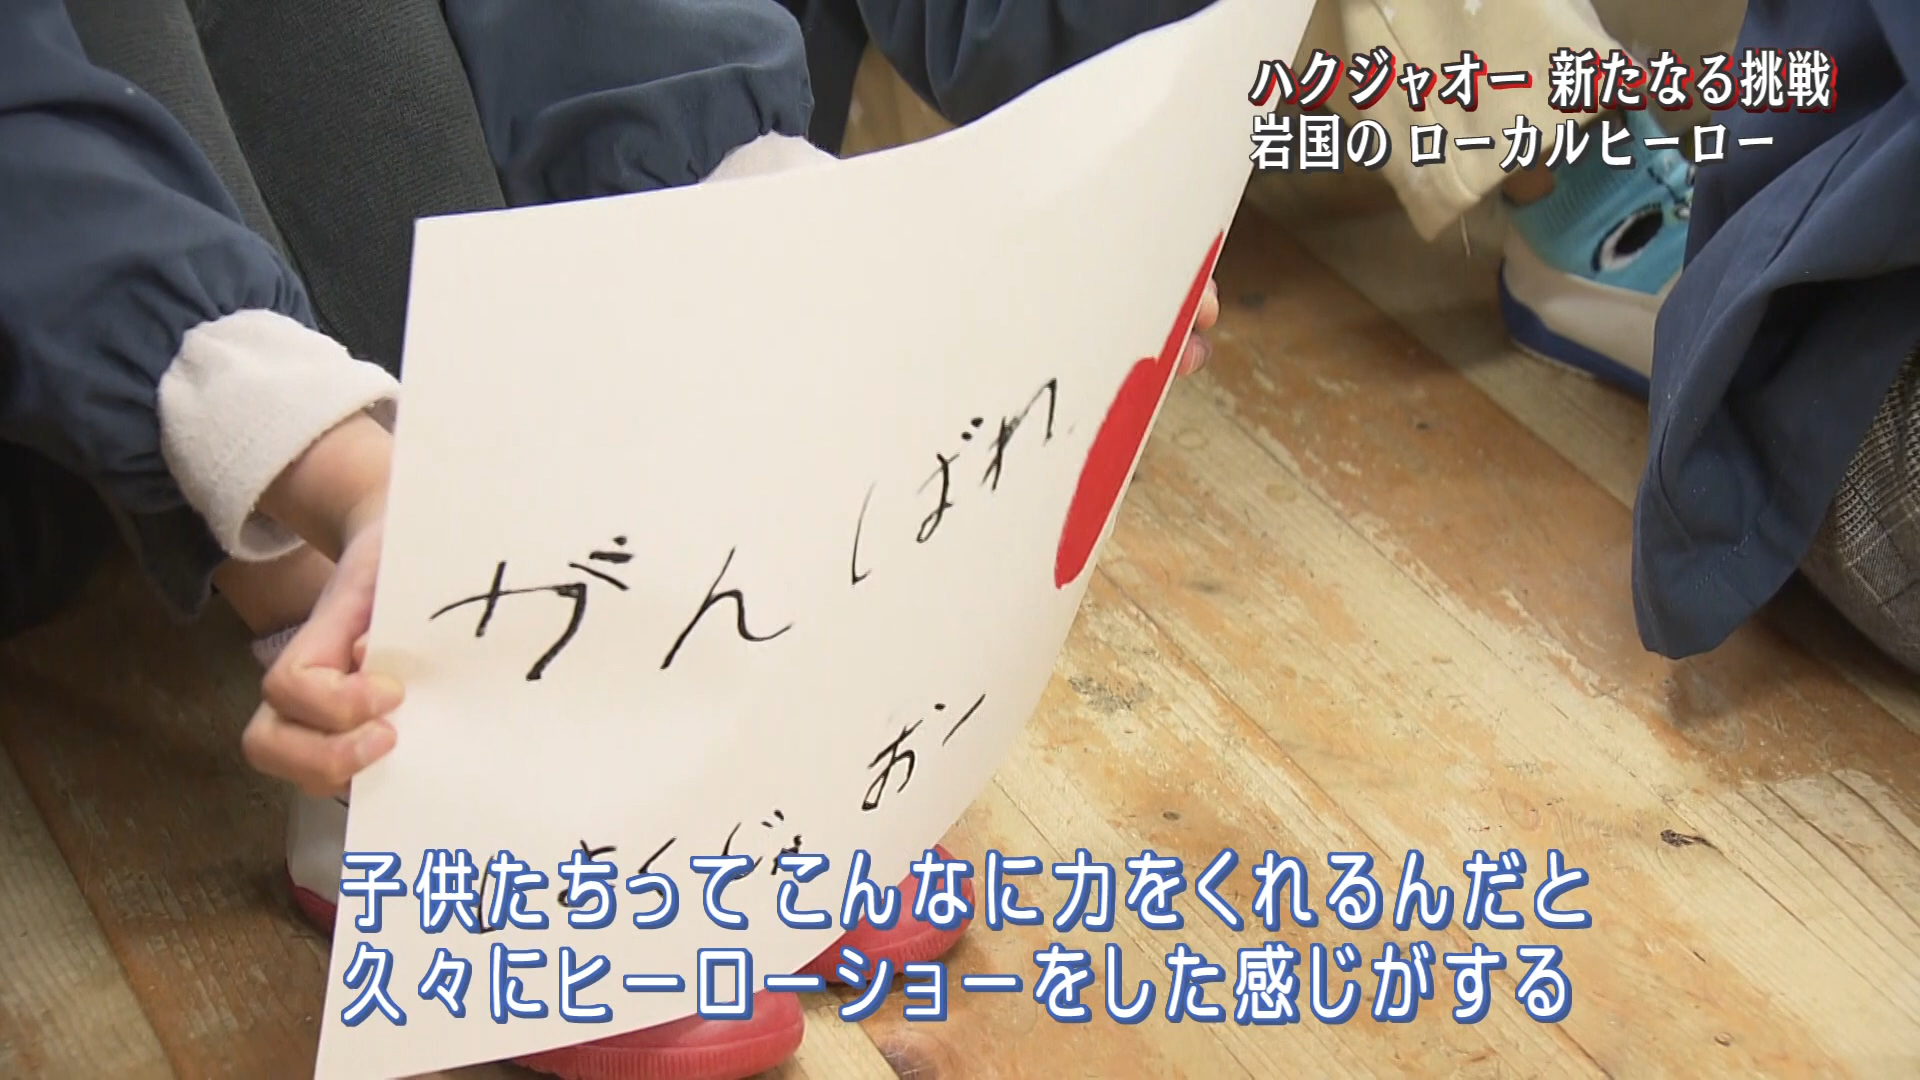 ハクジャオー 新たなる挑戦
岩国の ローカルヒーロー
がんばれ
子供たちってこんなに力をくれるんだと
久々にヒーローショーをした感じがする